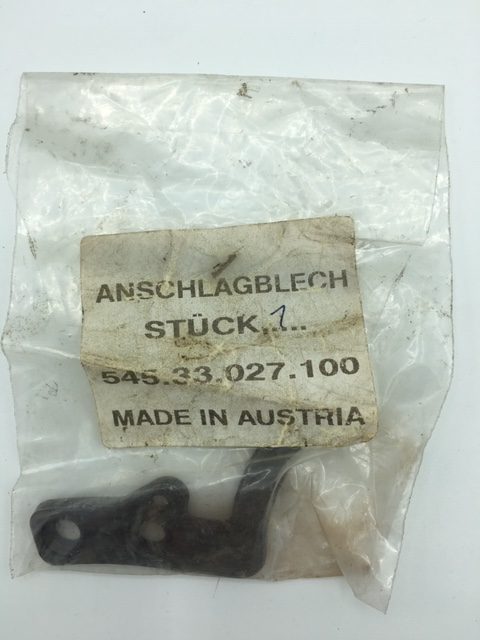 ANSCHLAGBLECH
STÜCK..1...
545.33.027.100
MADE IN AUSTRIA